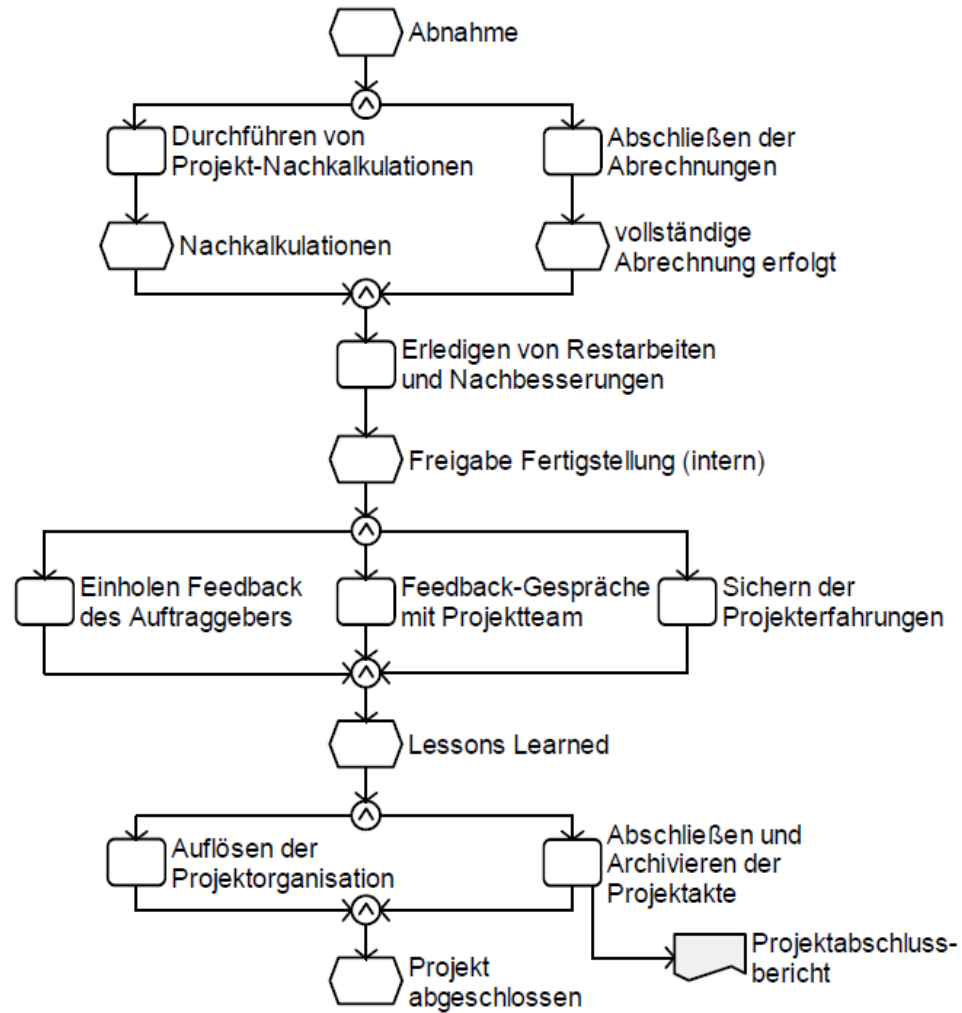 Abnahme
Durchführen von
Projekt-Nachkalkulationen
Abschließen der
Abrechnungen
Nachkalkulationen
vollständige
Abrechnung erfolgt
Erledigen von Restarbeiten
und Nachbesserungen
Freigabe Fertigstellung (intern)
Einholen Feedback
des Auftraggebers
Feedback-Gespräche
mit Projektteam
Sichern der
Projekterfahrungen
Lessons Learned
Auflösen der
Projektorganisation
Abschließen und
Archivieren der
Projektakte
Projektabschluss-
bericht
Projekt
abgeschlossen